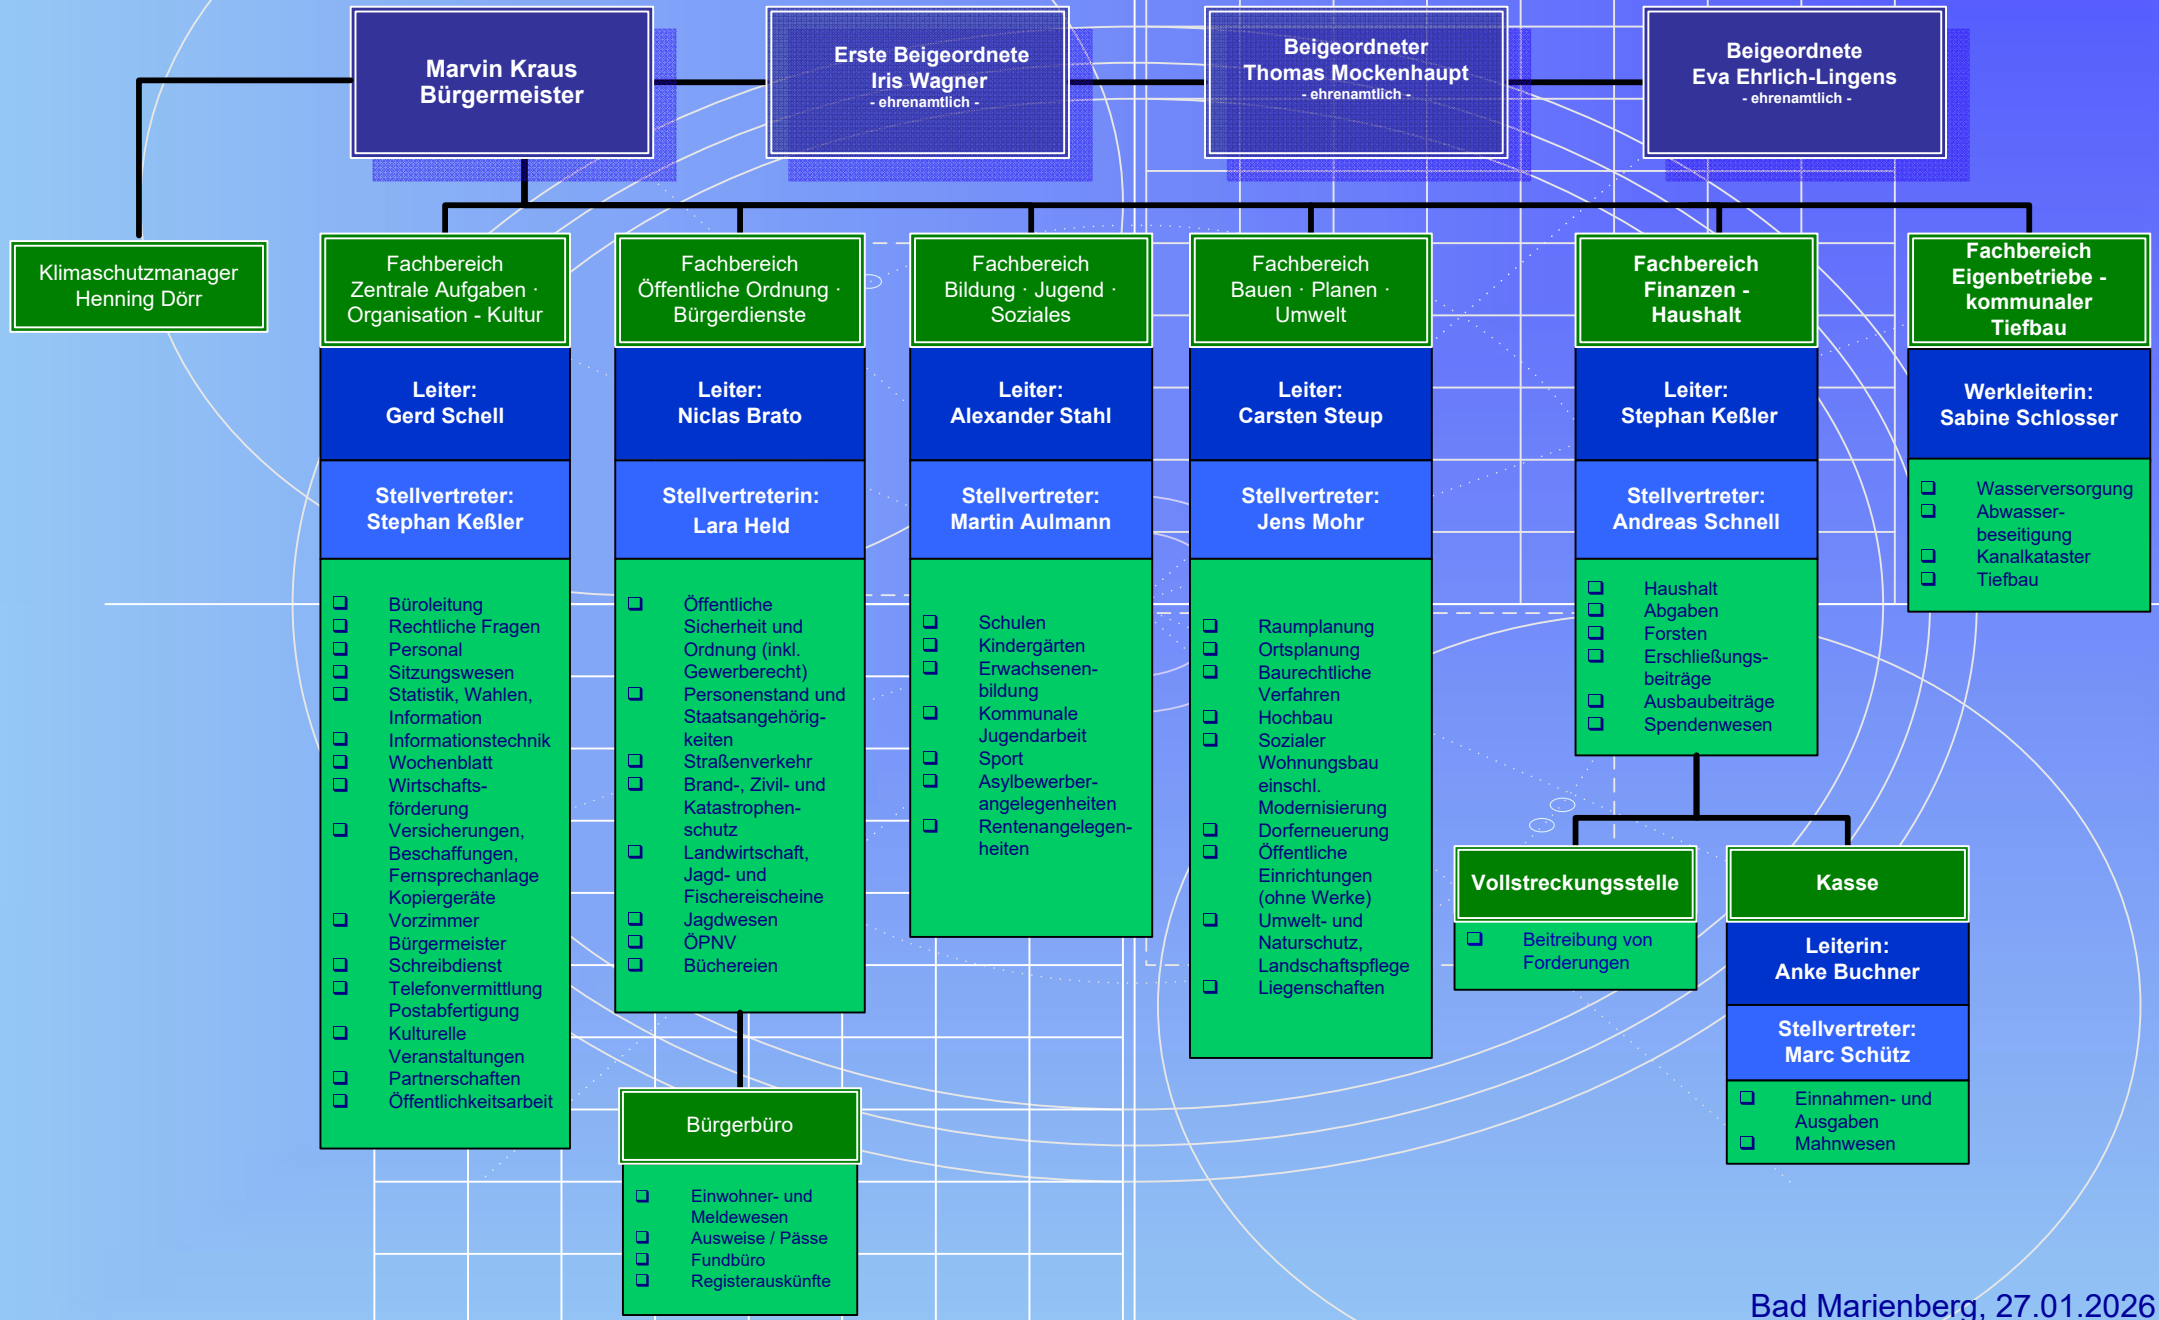 Marvin Kraus
Bürgermeister
Erste Beigeordnete
Iris Wagner
- ehrenamtlich -
Beigeordneter
Thomas Mockenhaupt
- ehrenamtlich -
Beigeordnete
Eva Ehrlich-Lingens
- ehrenamtlich -
Klimaschutzmanager
Henning Dörr
Fachbereich
Zentrale Aufgaben ·
Organisation - Kultur
Leiter:
Gerd Schell
Stellvertreter:
Stephan Keßler
Büroleitung
Rechtliche Fragen
Personal
Sitzungswesen
Statistik, Wahlen,
Information
Informationstechnik
Wochenblatt
Wirtschafts-
förderung
Versicherungen,
Beschaffungen,
Fernsprechanlage
Kopiergeräte
Vorzimmer
Bürgermeister
Schreibdienst
Telefonvermittlung
Postabfertigung
Kulturelle
Veranstaltungen
Partnerschaften
Öffentlichkeitsarbeit
Fachbereich
Öffentliche Ordnung ·
Bürgerdienste
Leiter:
Niclas Brato
Stellvertreterin:
Lara Held
Öffentliche
Sicherheit und
Ordnung (inkl.
Gewerberecht)
Personenstand und
Staatsangehörig-
keiten
Straßenverkehr
Brand-, Zivil- und
Katastrophen-
schutz
Landwirtschaft,
Jagd- und
Fischereischeine
Jagdwesen
ÖPNV
Büchereien
Bürgerbüro
Einwohner- und
Meldewesen
Ausweise / Pässe
Fundbüro
Registerauskünfte
Fachbereich
Bildung · Jugend ·
Soziales
Leiter:
Alexander Stahl
Stellvertreter:
Martin Aulmann
Schulen
Kindergärten
Erwachsenen-
bildung
Kommunale
Jugendarbeit
Sport
Asylbewerber-
angelegenheiten
Rentenangelegen-
heiten
Fachbereich
Bauen · Planen ·
Umwelt
Leiter:
Carsten Steup
Stellvertreter:
Jens Mohr
Raumplanung
Ortsplanung
Baurechtliche
Verfahren
Hochbau
Sozialer
Wohnungsbau
einschl.
Modernisierung
Dorferneuerung
Öffentliche
Einrichtungen
(ohne Werke)
Umwelt- und
Naturschutz,
Landschaftspflege
Liegenschaften
Fachbereich
Finanzen -
Haushalt
Leiter:
Stephan Keßler
Stellvertreter:
Andreas Schnell
Haushalt
Abgaben
Forsten
Erschließungs-
beiträge
Ausbaubeiträge
Spendenwesen
Vollstreckungsstelle
Beitreibung von
Forderungen
Kasse
Leiterin:
Anke Buchner
Stellvertreter:
Marc Schütz
Einnahmen- und
Ausgaben
Mahnwesen
Fachbereich
Eigenbetriebe -
kommunaler
Tiefbau
Werkleiterin:
Sabine Schlosser
Wasserversorgung
Abwasser-
beseitigung
Kanalkataster
Tiefbau
Bad Marienberg, 27.01.2026